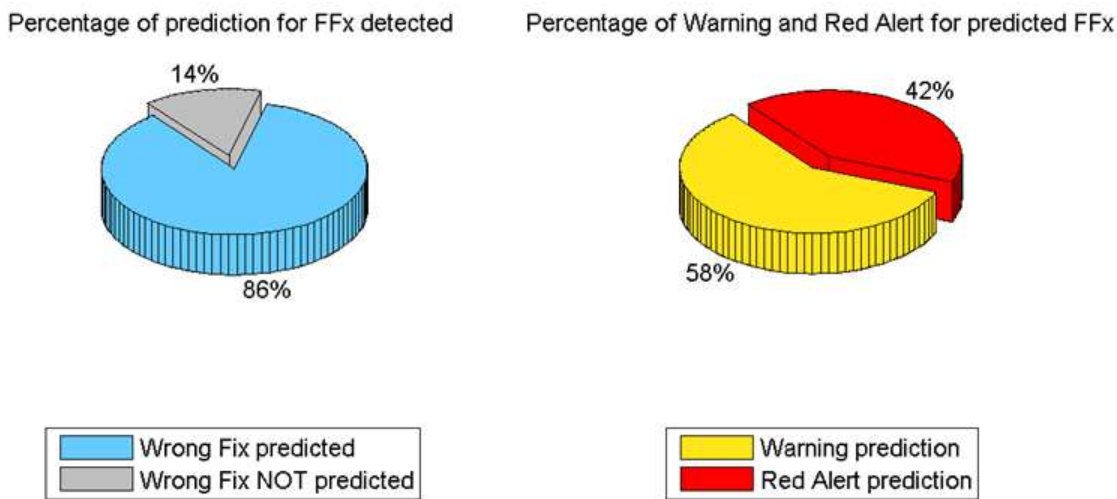 Percentage of prediction for FFx detected
14%
86%
Wrong Fix predicted
Wrong Fix NOT predicted
Percentage of Warning and Red Alert for predicted FFx
42%
58%
Warning prediction
Red Alert prediction